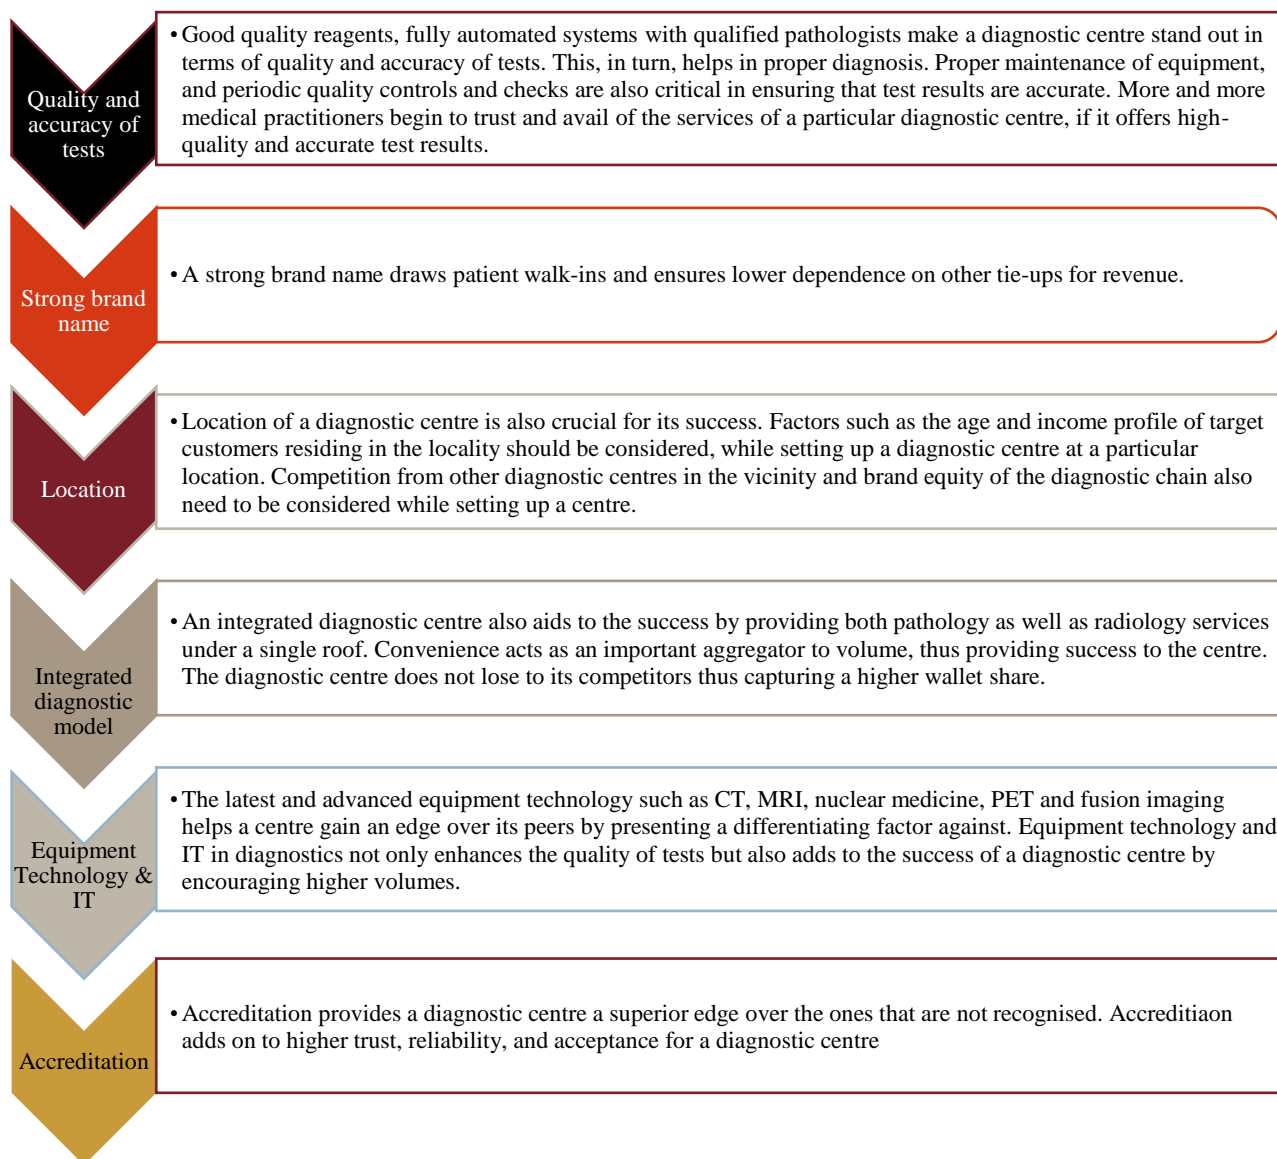 Quality and
accuracy of
tests
• Good quality reagents, fully automated systems with qualified pathologists make a diagnostic centre stand out in
terms of quality and accuracy of tests. This, in turn, helps in proper diagnosis. Proper maintenance of equipment,
and periodic quality controls and checks are also critical in ensuring that test results are accurate. More and more
medical practitioners begin to trust and avail of the services of a particular diagnostic centre, if it offers high-
quality and accurate test results.
Strong brand
name
• A strong brand name draws patient walk-ins and ensures lower dependence on other tie-ups for revenue.
Location
• Location of a diagnostic centre is also crucial for its success. Factors such as the age and income profile of target
customers residing in the locality should be considered, while setting up a diagnostic centre at a particular
location. Competition from other diagnostic centres in the vicinity and brand equity of the diagnostic chain also
need to be considered while setting up a centre.
Integrated
diagnostic
model
• An integrated diagnostic centre also aids to the success by providing both pathology as well as radiology services
under a single roof. Convenience acts as an important aggregator to volume, thus providing success to the centre.
The diagnostic centre does not lose to its competitors thus capturing a higher wallet share.
Equipment
Technology &
IT
• The latest and advanced equipment technology such as CT, MRI, nuclear medicine, PET and fusion imaging
helps a centre gain an edge over its peers by presenting a differentiating factor against. Equipment technology and
IT in diagnostics not only enhances the quality of tests but also adds to the success of a diagnostic centre by
encouraging higher volumes.
Accreditation
• Accreditation provides a diagnostic centre a superior edge over the ones that are not recognised. Accreditiaon
adds on to higher trust, reliability, and acceptance for a diagnostic centre